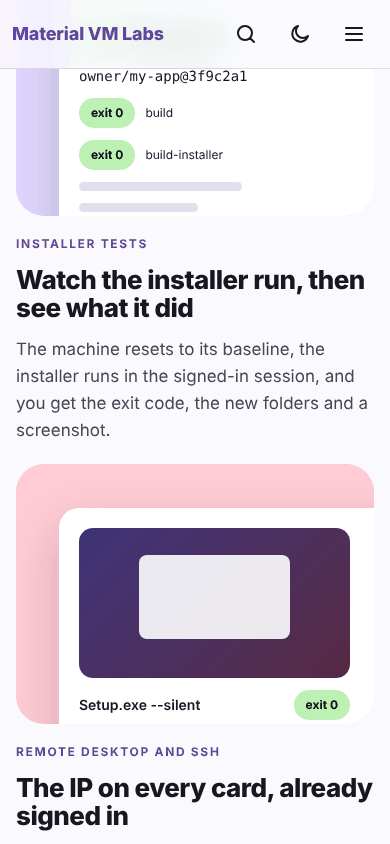 Material VM Labs
owner/my-app@3f9c2a1
exit 0 build
exit 0 build-installer
INSTALLER TESTS
Watch the installer run, then
see what it did
The machine resets to its baseline, the
installer runs in the signed-in session, and
you get the exit code, the new folders and a
screenshot.
Setup.exe --silent exit 0
REMOTE DESKTOP AND SSH
The IP on every card, already
signed in